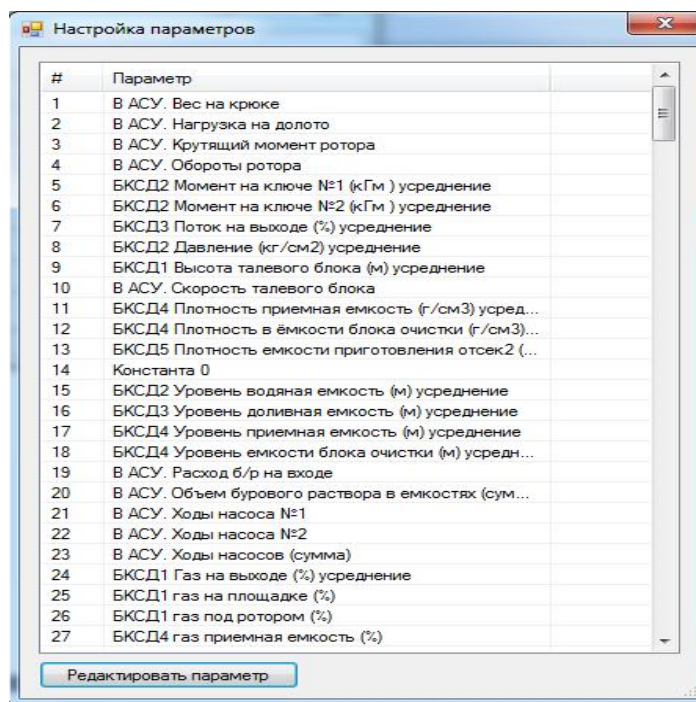 Настройка параметров
# Параметр
1 В АСУ. Вес на крюке
2 В АСУ. Нагрузка на долото
3 В АСУ. Крутящий момент ротора
4 В АСУ. Обороты ротора
5 БКСД2 Момент на ключе №1 (кГм ) усреднение
6 БКСД2 Момент на ключе №2 (кГм ) усреднение
7 БКСД3 Поток на выходе (%) усреднение
8 БКСД2 Давление (кг/см2) усреднение
9 БКСД1 Высота талевого блока (м) усреднение
10 В АСУ. Скорость талевого блока
11 БКСД4 Плотность приемная емкость (г/см3) усред...
12 БКСД4 Плотность в ёмкости блока очистки (г/см3)...
13 БКСД5 Плотность емкости приготовления отсек2 (...
14 Константа 0
15 БКСД2 Уровень водяная емкость (м) усреднение
16 БКСД3 Уровень доливная емкость (м) усреднение
17 БКСД4 Уровень приемная емкость (м) усреднение
18 БКСД4 Уровень емкости блока очистки (м) усредн...
19 В АСУ. Расход б/р на входе
20 В АСУ. Объем бурового раствора в емкостях (сум...
21 В АСУ. Ходы насоса №1
22 В АСУ. Ходы насоса №2
23 В АСУ. Ходы насосов (сумма)
24 БКСД1 Газ на выходе (%) усреднение
25 БКСД1 газ на площадке (%)
26 БКСД1 газ под ротором (%)
27 БКСД4 газ приемная емкость (%)
Редактировать параметр